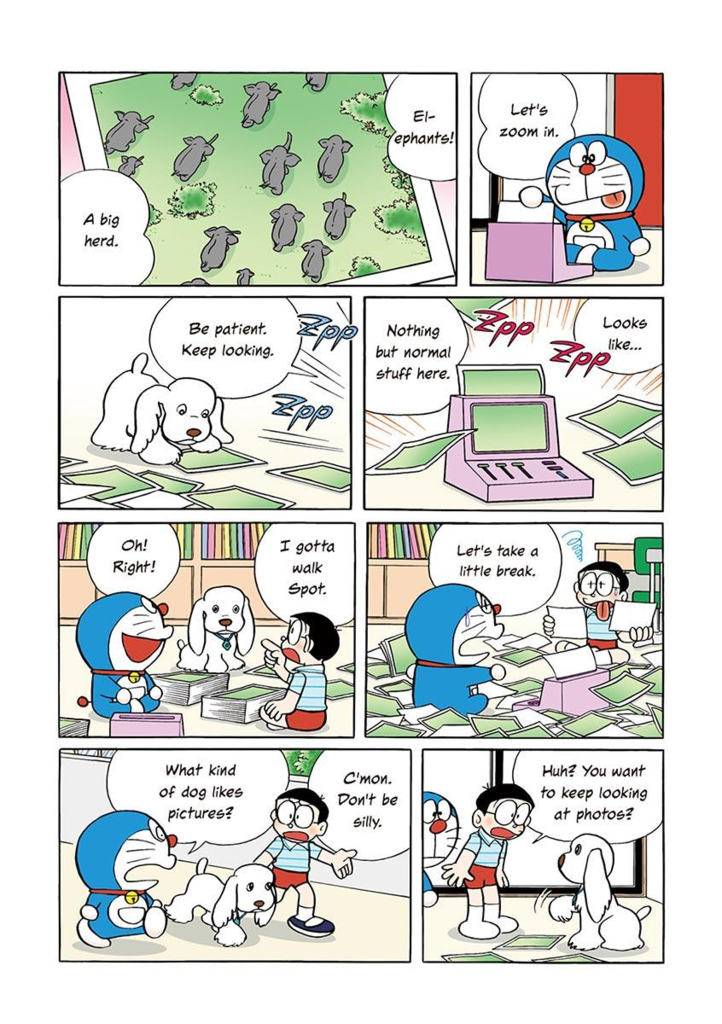 Let's
zoom in.
El-
ephants!
A big
herd.
Looks
like...
Zpp
Zpp
Nothing
but normal
stuff here.
Zpp
Zpp
Be patient.
Keep looking.
Let's take a
little break.
I gotta
walk
Spot.
Oh!
Right!
Huh? You want
to keep looking
at photos?
C'mon.
Don't be
silly.
What kind
of dog likes
pictures?